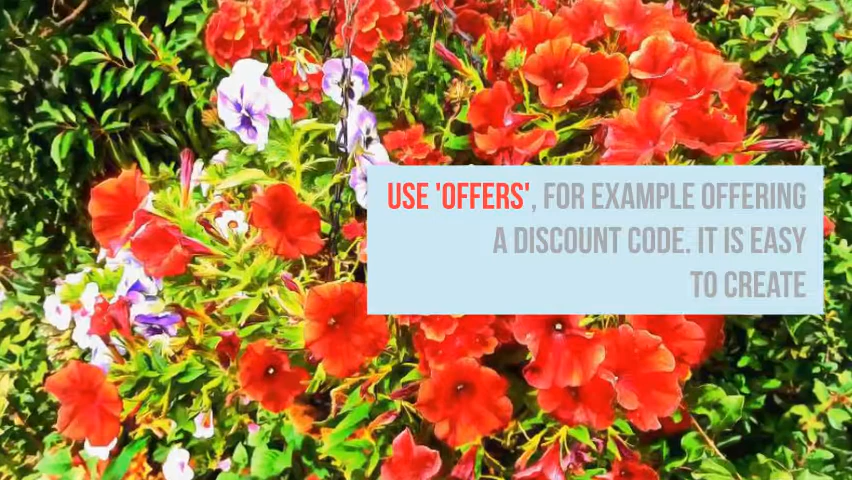 USE 'OFFERS', FOR EXAMPLE OFFERING
A DISCOUNT CODE. IT IS EASY
TO CREATE